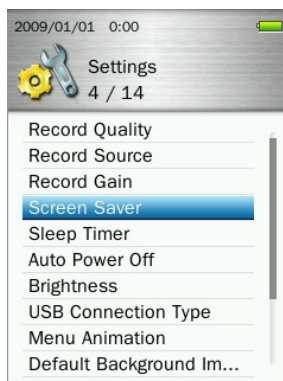 2009/01/01 0:00
Settings
4 / 14
Record Quality
Record Source
Record Gain
Screen Saver
Sleep Timer
Auto Power Off
Brightness
USB Connection Type
Menu Animation
Default Background Im...